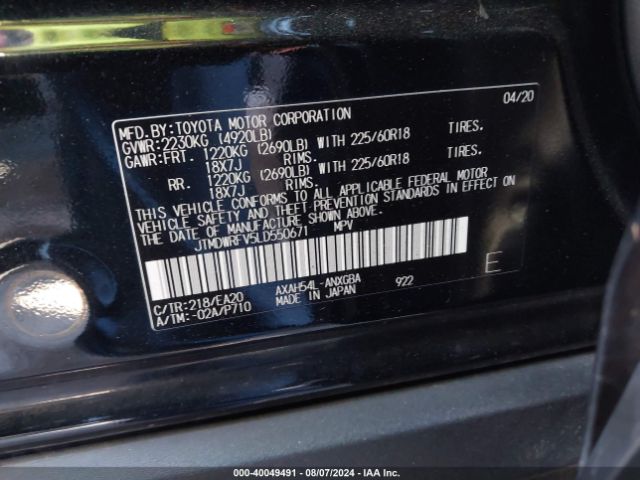 MFD.BY:TOYOTA MOTOR CORPORATION 04/20
GVWR:2230KG (4920LB)
GAWR:FRT. 1220KG (2690LB) WITH 225/60R18 TIRES.
18X7J RIMS.
RR. 1220KG (2690LB) WITH 225/60R18 TIRES.
18X7J RIMS.
THIS VEHICLE CONFORMS TO ALL APPLICABLE FEDERAL MOTOR
VEHICLE SAFETY AND THEFT PREVENTION STANDARDS IN EFFECT ON
THE DATE OF MANUFACTURE SHOWN ABOVE.
JTMDWRFV5LD550671 MPV
C/TR:218/EA20 AXAH54L-ANXGBA 922 E
A/TM:-02A/P710 MADE IN JAPAN
000-40049491 - 08/07/2024 - IAA Inc.